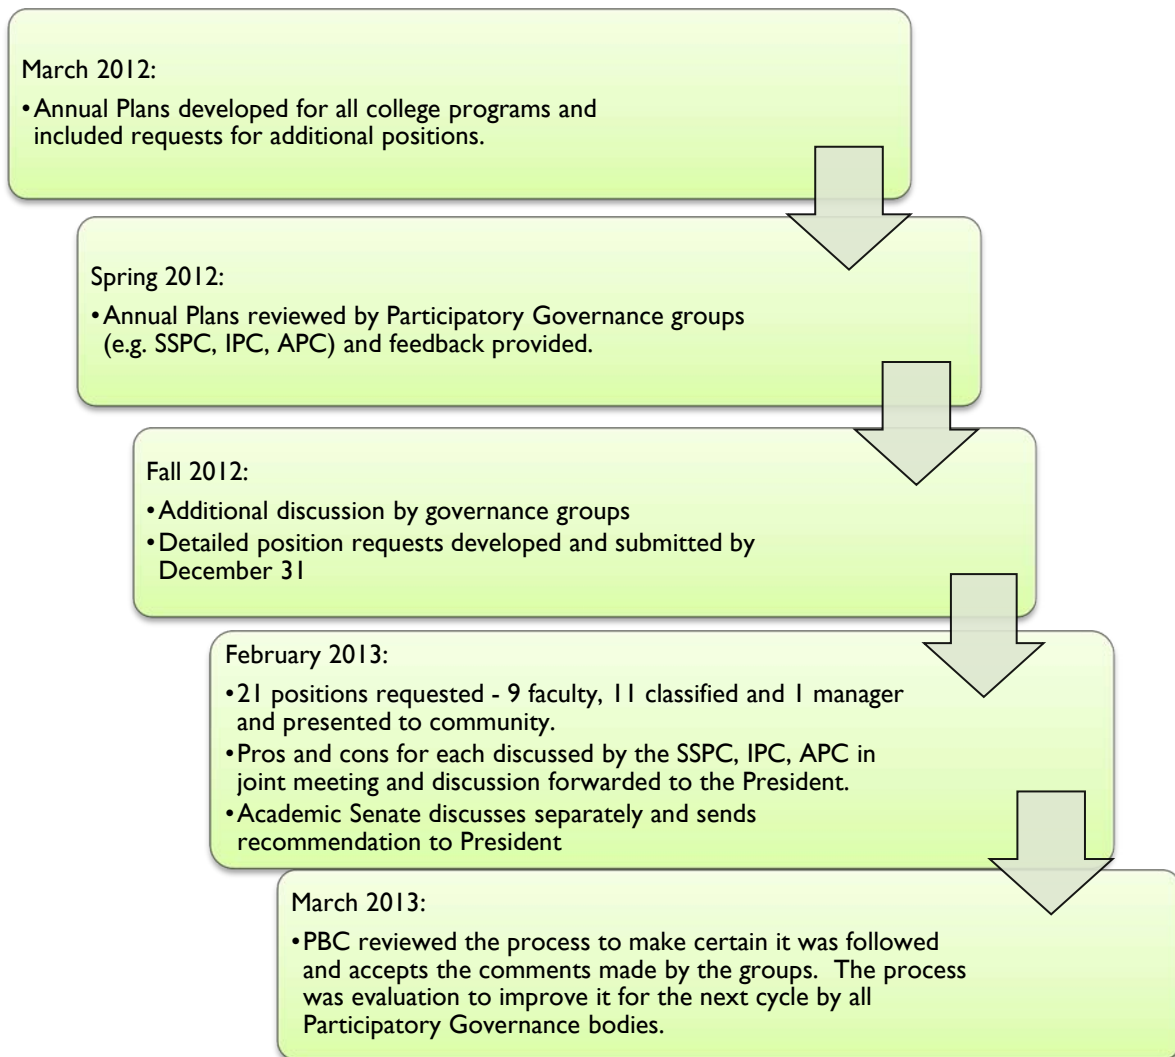 March 2012:
•Annual Plans developed for all college programs and
included requests for additional positions.
Spring 2012:
•Annual Plans reviewed by Participatory Governance groups
(e.g. SSPC, IPC, APC) and feedback provided.
Fall 2012:
•Additional discussion by governance groups
•Detailed position requests developed and submitted by
December 31
February 2013:
•21 positions requested - 9 faculty, 11 classified and 1 manager
and presented to community.
•Pros and cons for each discussed by the SSPC, IPC, APC in
joint meeting and discussion forwarded to the President.
•Academic Senate discusses separately and sends
recommendation to President
March 2013:
•PBC reviewed the process to make certain it was followed
and accepts the comments made by the groups.  The process
was evaluation to improve it for the next cycle by all
Participatory Governance bodies.